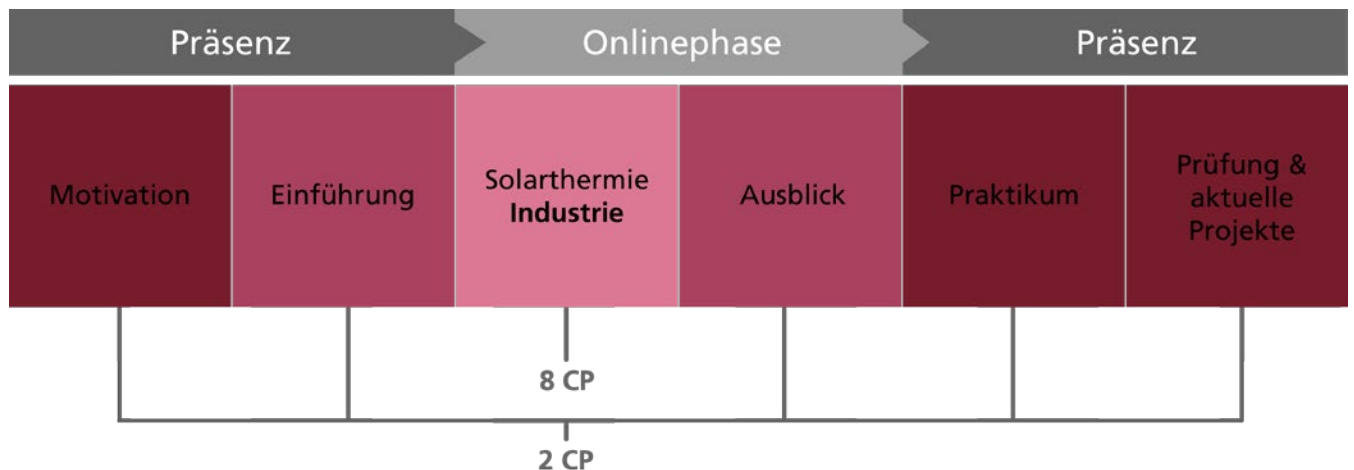 Präsenz
Onlinephase
Präsenz
Motivation
Einführung
Solarthermie
Industrie
Ausblick
Praktikum
Prüfung &
aktuelle
Projekte
8 CP
2 CP